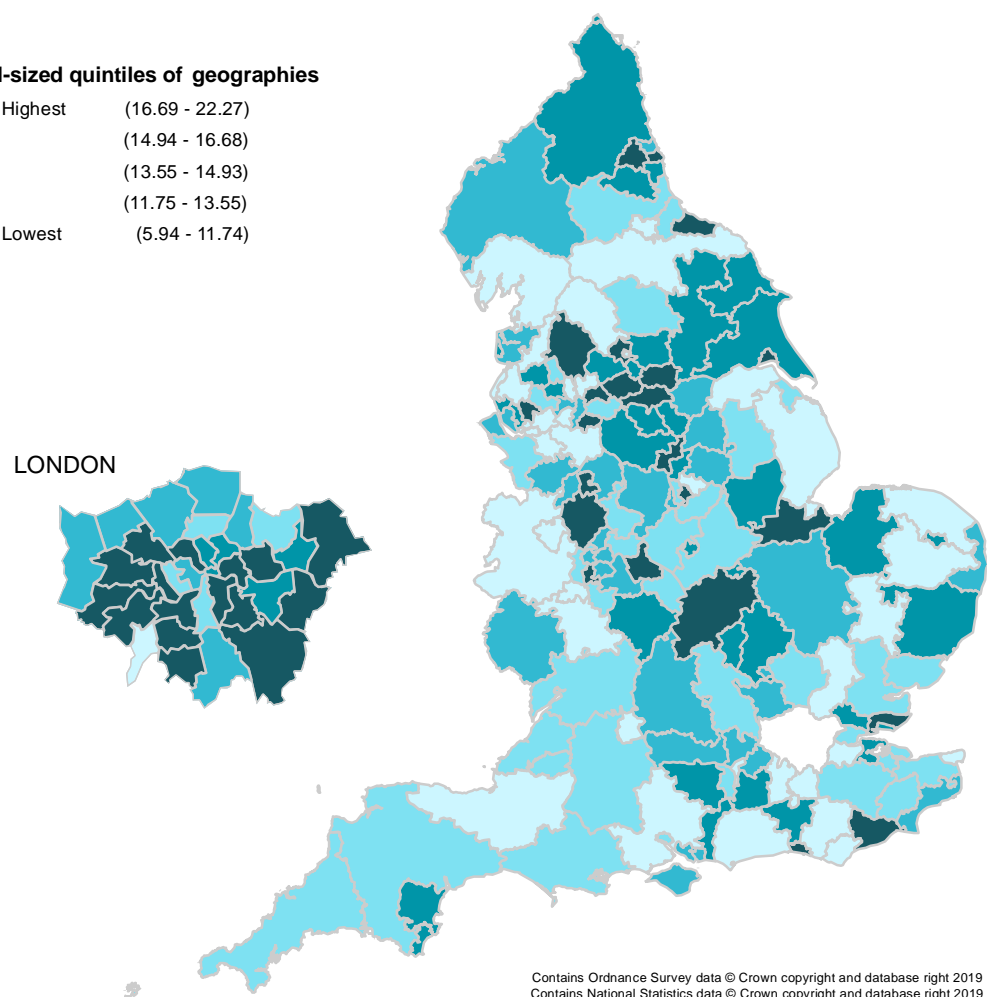 l-sized quintiles of geographies
Highest (16.69 - 22.27)
(14.94 - 16.68)
(13.55 - 14.93)
(11.75 - 13.55)
Lowest (5.94 - 11.74)
LONDON
Contains Ordnance Survey data © Crown copyright and database right 2019
Contains National Statistics data © Crown copyright and database right 2019